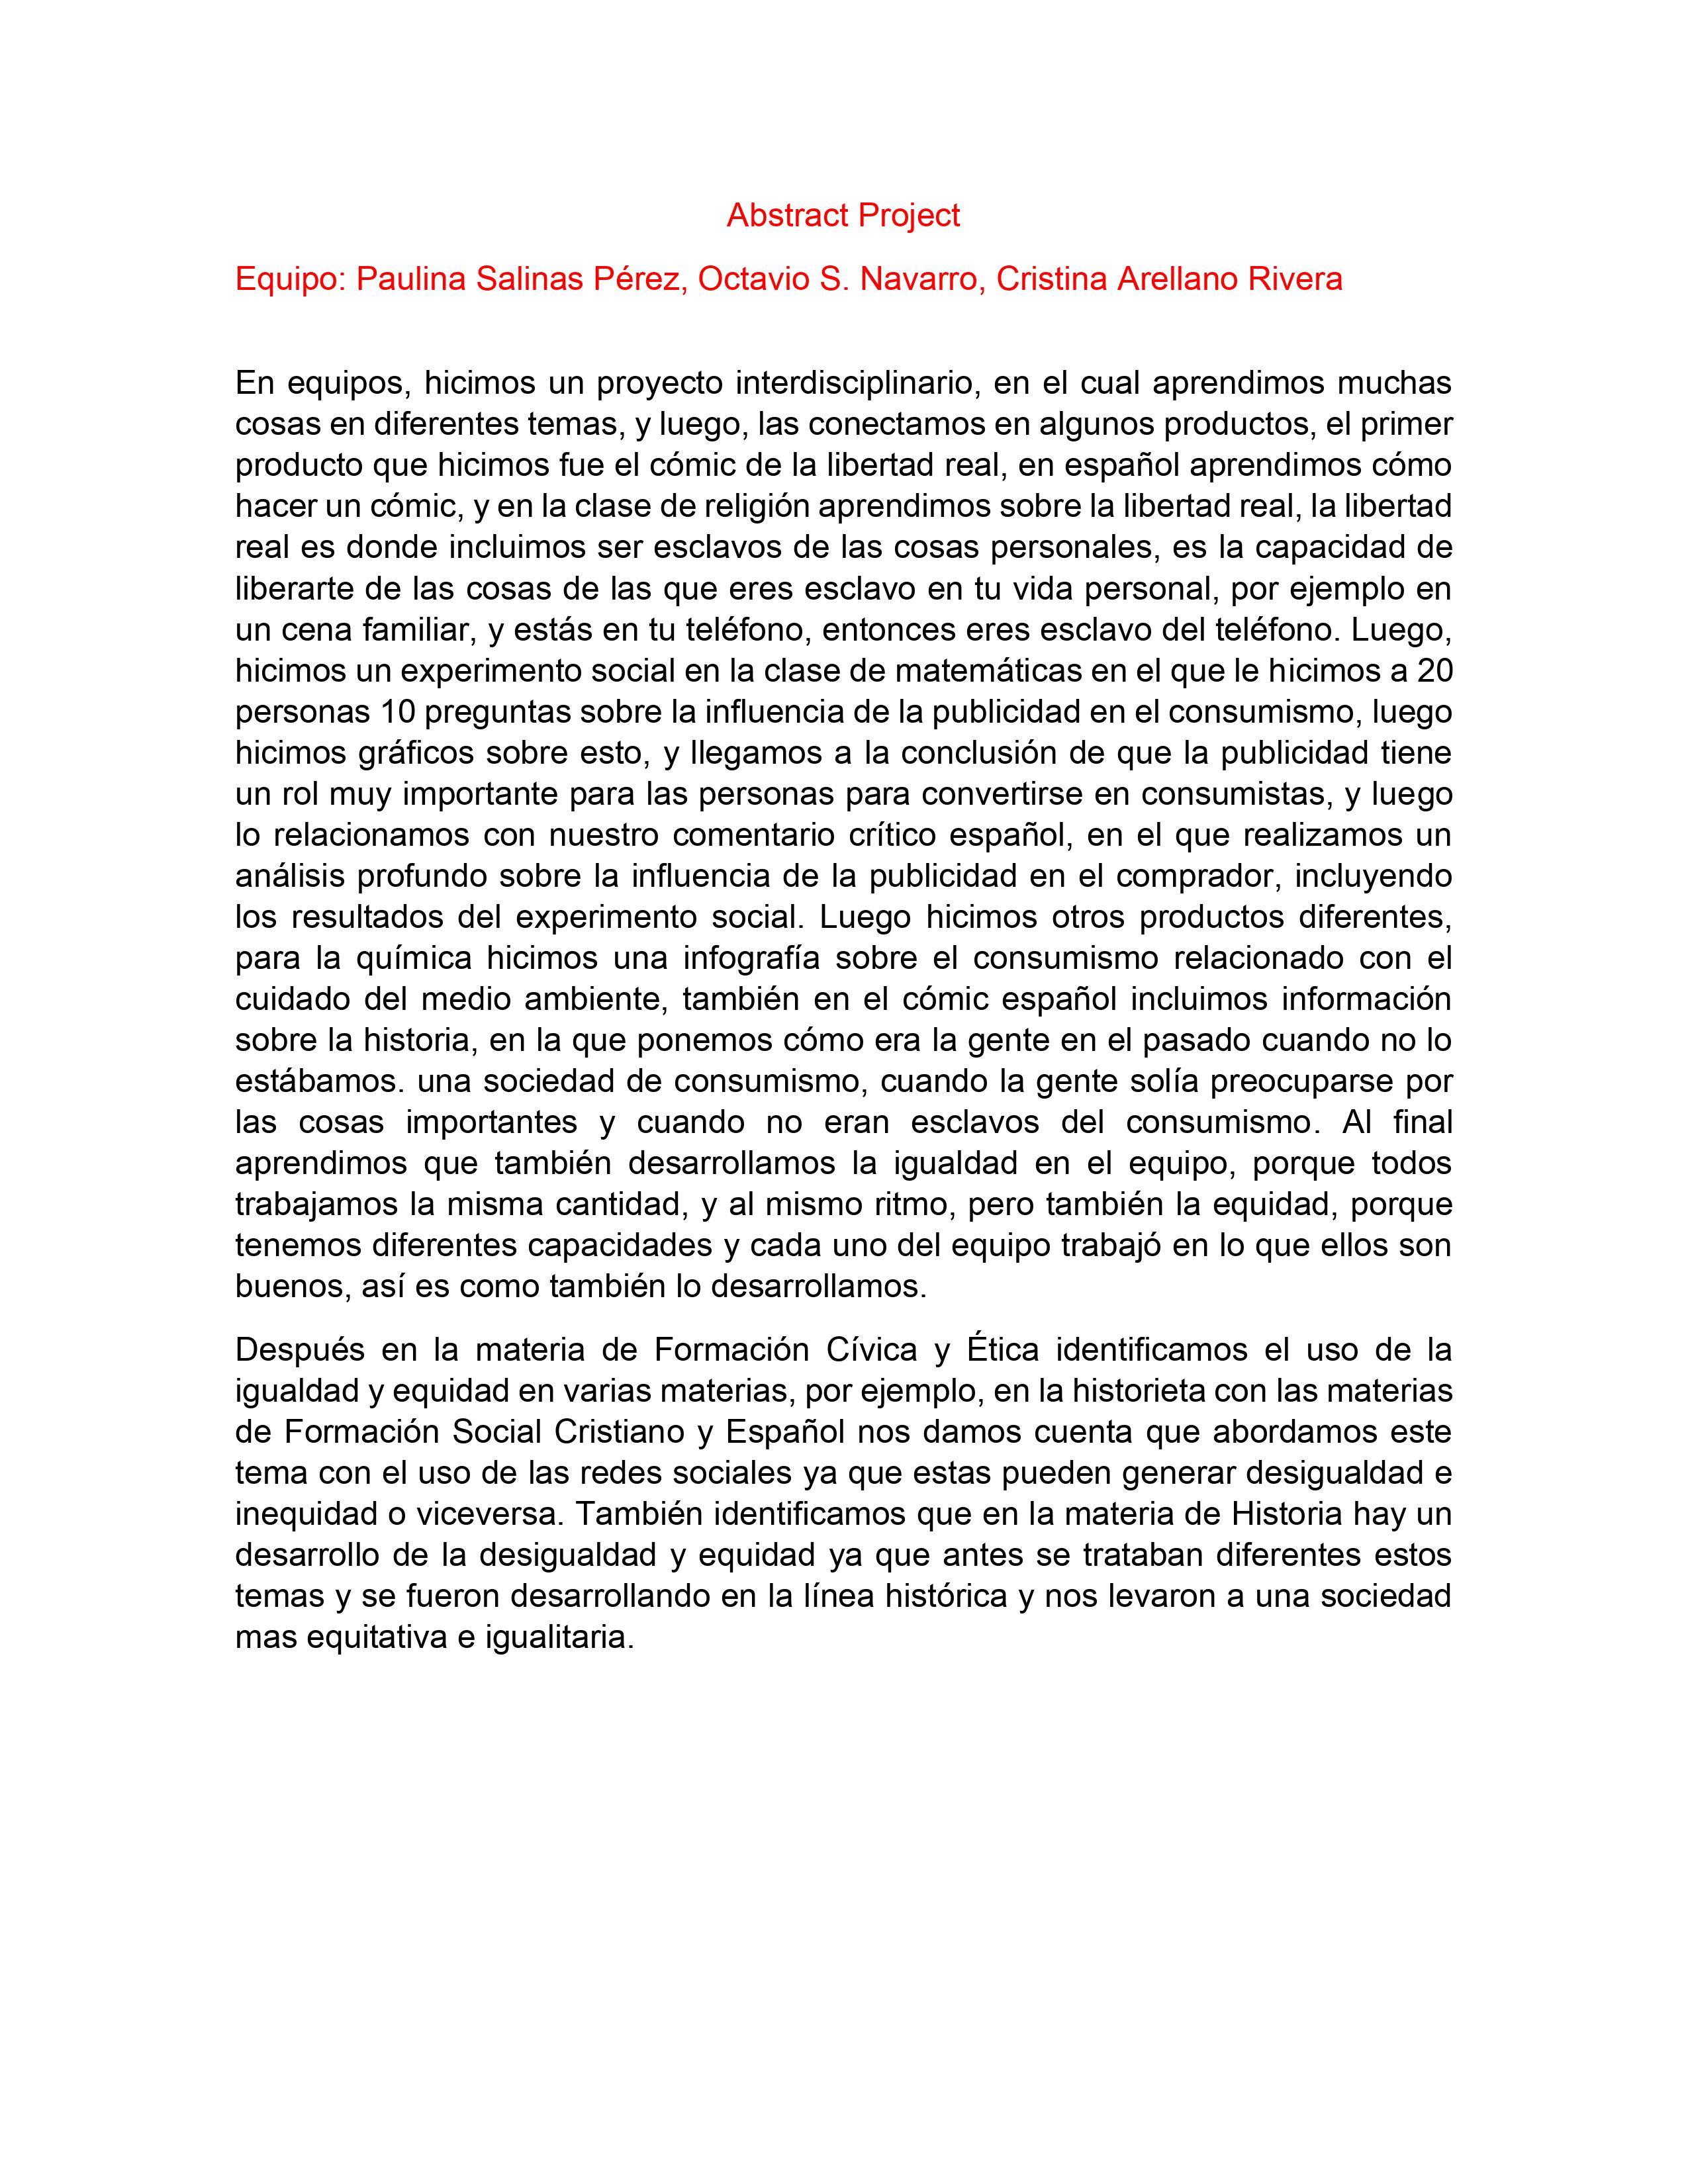 Abstract Project
Equipo: Paulina Salinas Pérez, Octavio S. Navarro, Cristina Arellano Rivera
En equipos, hicimos un proyecto interdisciplinario, en el cual aprendimos muchas
cosas en diferentes temas, y luego, las conectamos en algunos productos, el primer
producto que hicimos fue el cómic de la libertad real, en español aprendimos cómo
hacer un cómic, y en la clase de religión aprendimos sobre la libertad real, la libertad
real es donde incluimos ser esclavos de las cosas personales, es la capacidad de
liberarte de las cosas de las que eres esclavo en tu vida personal, por ejemplo en
un cena familiar, y estás en tu teléfono, entonces eres esclavo del teléfono. Luego,
hicimos un experimento social en la clase de matemáticas en el que le hicimos a 20
personas 10 preguntas sobre la influencia de la publicidad en el consumismo, luego
hicimos gráficos sobre esto, y llegamos a la conclusión de que la publicidad tiene
un rol muy importante para las personas para convertirse en consumistas, y luego
lo relacionamos con nuestro comentario crítico español, en el que realizamos un
análisis profundo sobre la influencia de la publicidad en el comprador, incluyendo
los resultados del experimento social. Luego hicimos otros productos diferentes,
para la química hicimos una infografía sobre el consumismo relacionado con el
cuidado del medio ambiente, también en el cómic español incluimos información
sobre la historia, en la que ponemos cómo era la gente en el pasado cuando no lo
estábamos. una sociedad de consumismo, cuando la gente solía preocuparse por
las cosas importantes y cuando no eran esclavos del consumismo. Al final
aprendimos que también desarrollamos la igualdad en el equipo, porque todos
trabajamos la misma cantidad, y al mismo ritmo, pero también la equidad, porque
tenemos diferentes capacidades y cada uno del equipo trabajó en lo que ellos son
buenos, así es como también lo desarrollamos.
Después en la materia de Formación Cívica y Ética identificamos el uso de la
igualdad y equidad en varias materias, por ejemplo, en la historieta con las materias
de Formación Social Cristiano y Español nos damos cuenta que abordamos este
tema con el uso de las redes sociales ya que estas pueden generar desigualdad e
inequidad o viceversa. También identificamos que en la materia de Historia hay un
desarrollo de la desigualdad y equidad ya que antes se trataban diferentes estos
temas y se fueron desarrollando en la línea histórica y nos levaron a una sociedad
mas equitativa e igualitaria.